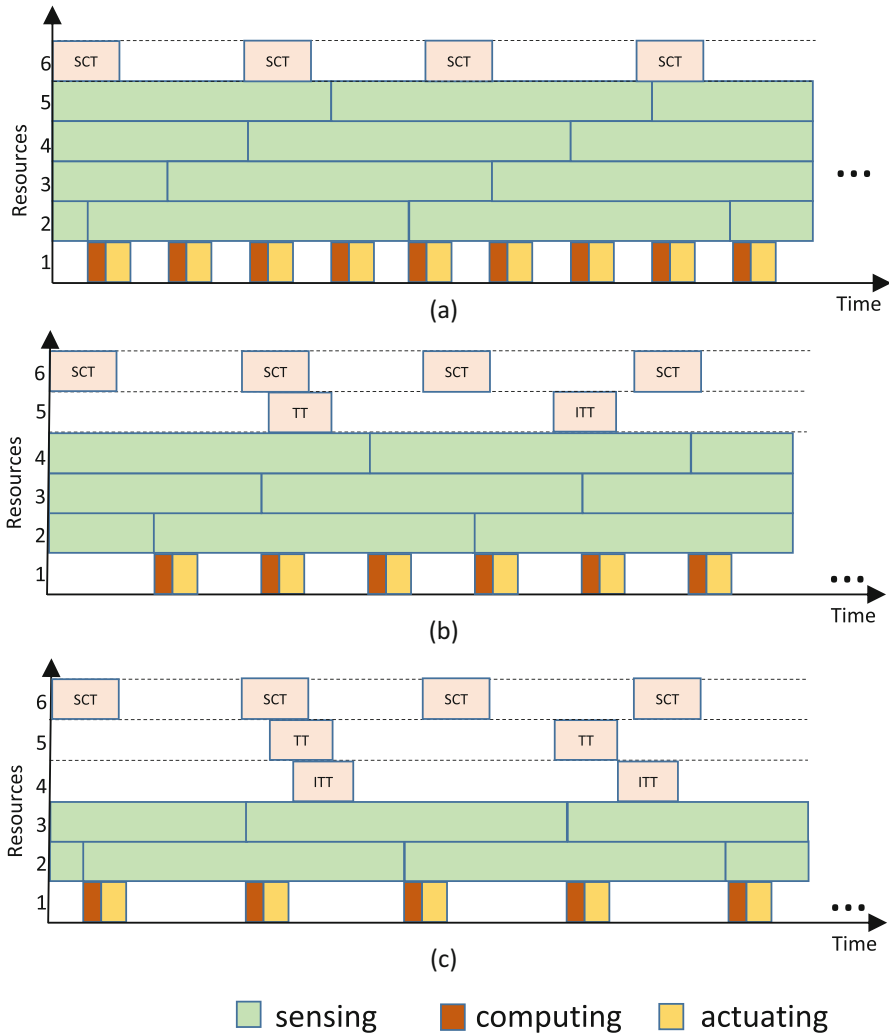 6 SCT SCT SCT SCT
5
4
3
2
1
Resources
...
Time
(a)
6 SCT SCT SCT SCT
5 TT ITT
4
3
2
1
Resources
...
Time
(b)
6 SCT SCT SCT SCT
5 TT TT
4 ITT ITT
3
2
1
Resources
...
Time
(c)
sensing computing actuating